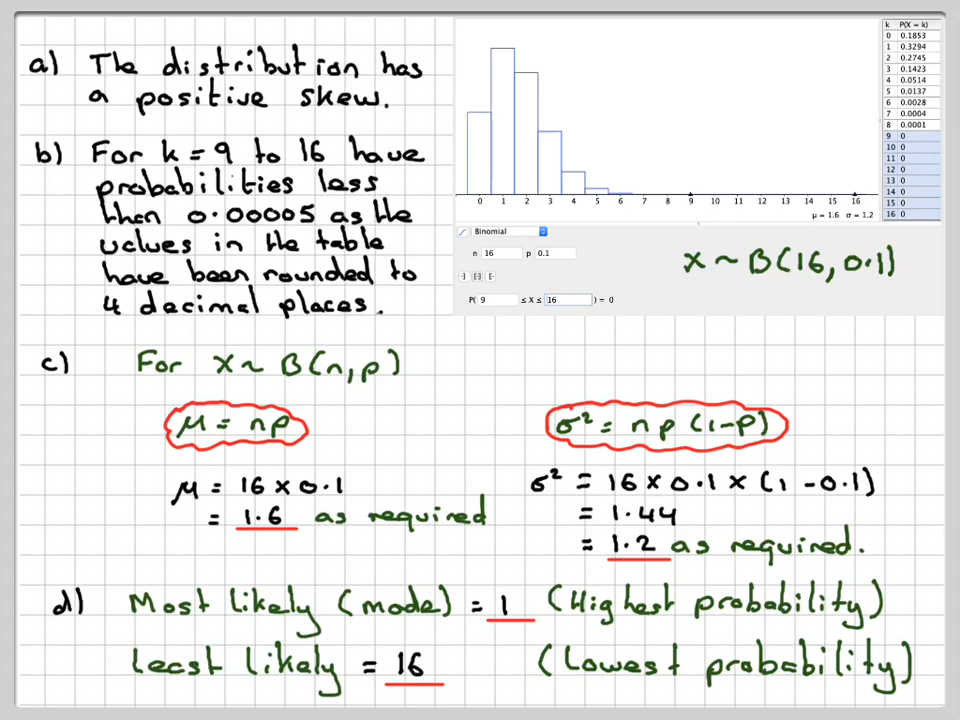 a) The distribution has
a positive skew.
b) For k = 9 to 16 have
probabilities less
then 0.00005 as the
values in the table
have been rounded to
4 decimal places.
k P(X = k)
0 0.1853
1 0.3294
2 0.2745
3 0.1423
4 0.0514
5 0.0137
6 0.0028
7 0.0004
8 0.0001
9 0
10 0
11 0
12 0
13 0
14 0
15 0
16 0
0 1 2 3 4 5 6 7 8 9 10 11 12 13 14 15 16
μ = 1.6 σ = 1.2
Binomial
n 16 p 0.1
P( 9 ≤ X ≤ 16 ) = 0
X ~ B(16, 0.1)
c) For X ~ B(n, p)
μ = np
σ² = np (1-p)
μ = 16 × 0.1
= 1.6 as required
σ² = 16 × 0.1 × (1 - 0.1)
= 1.44
= 1.2 as required.
d) Most likely (mode) = 1 (Highest probability)
Least likely = 16 (Lowest probability)